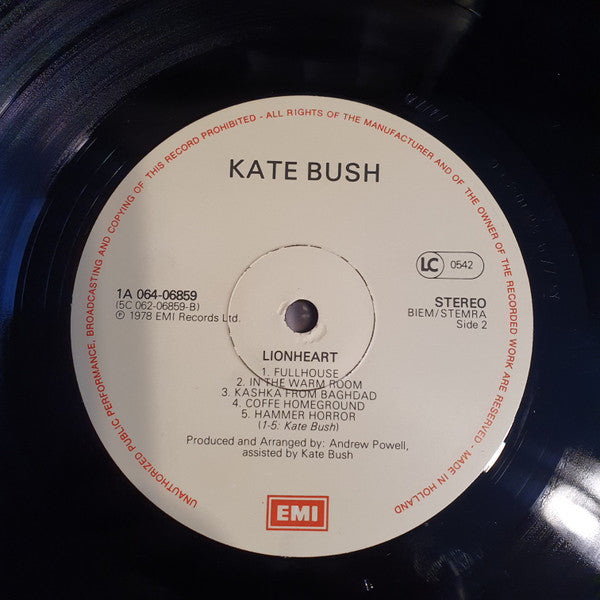 UNAUTHORIZED PUBLIC PERFORMANCE, BROADCASTING AND COPYING OF THIS RECORD PROHIBITED - ALL RIGHTS OF THE MANUFACTURER AND OF THE OWNER OF THE RECORDED WORK ARE RESERVED - MADE IN HOLLAND
KATE BUSH
LC 0542
1A 064-06859
(5C 062-06859-B)
℗ 1978 EMI Records Ltd.
STEREO
BIEM/STEMRA
Side 2
LIONHEART
1. FULLHOUSE
2. IN THE WARM ROOM
3. KASHKA FROM BAGHDAD
4. COFFE HOMEGROUND
5. HAMMER HORROR
(1-5: Kate Bush)
Produced and Arranged by: Andrew Powell,
assisted by Kate Bush
EMI